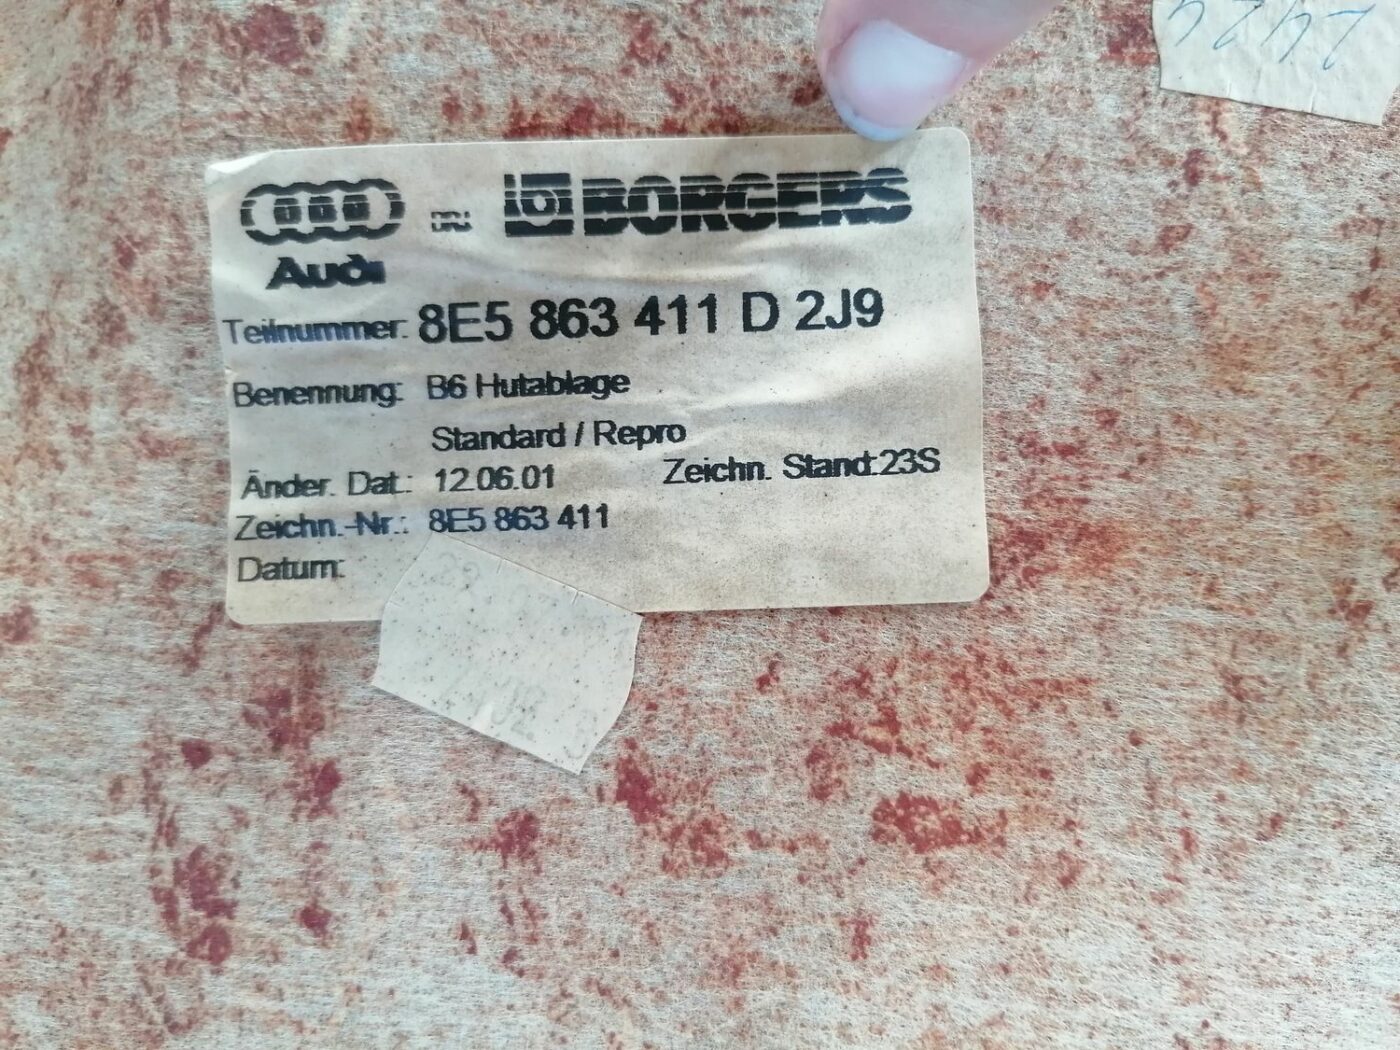 BORGERS
Audi
Teilnummer: 8E5 863 411 D 2J9
Benennung: B6 Hutablage
Standard / Repro
Änder. Dat.: 12.06.01 Zeichn. Stand:23S
Zeichn.-Nr.: 8E5 863 411
Datum: